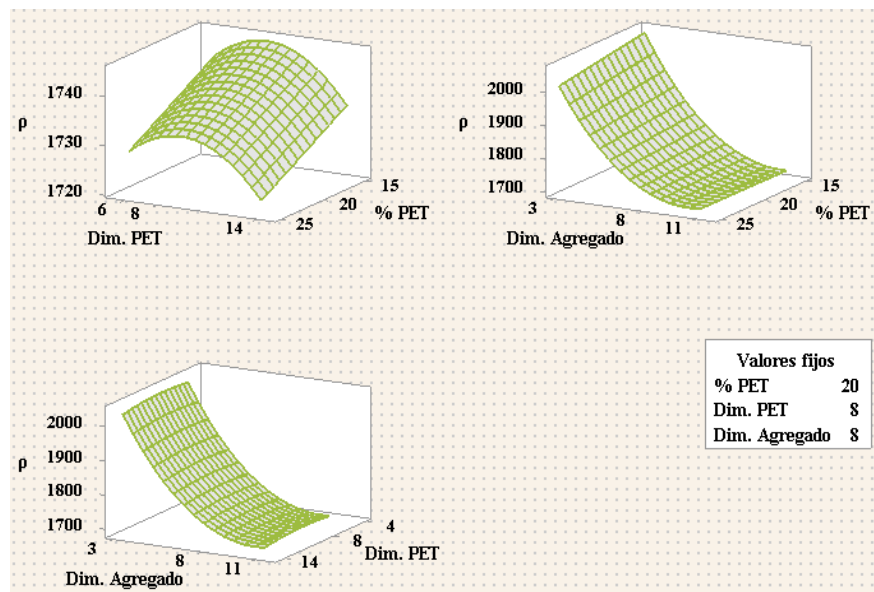 1740
ρ
1730
1720
6
8
14
Dim. PET
25
20
15
% PET
2000
ρ
1900
1800
1700
3
8
11
Dim. Agregado
25
20
15
% PET
2000
1900
ρ
1800
1700
3
8
11
Dim. Agregado
14
8
4
Dim. PET
Valores fijos
% PET 20
Dim. PET 8
Dim. Agregado 8